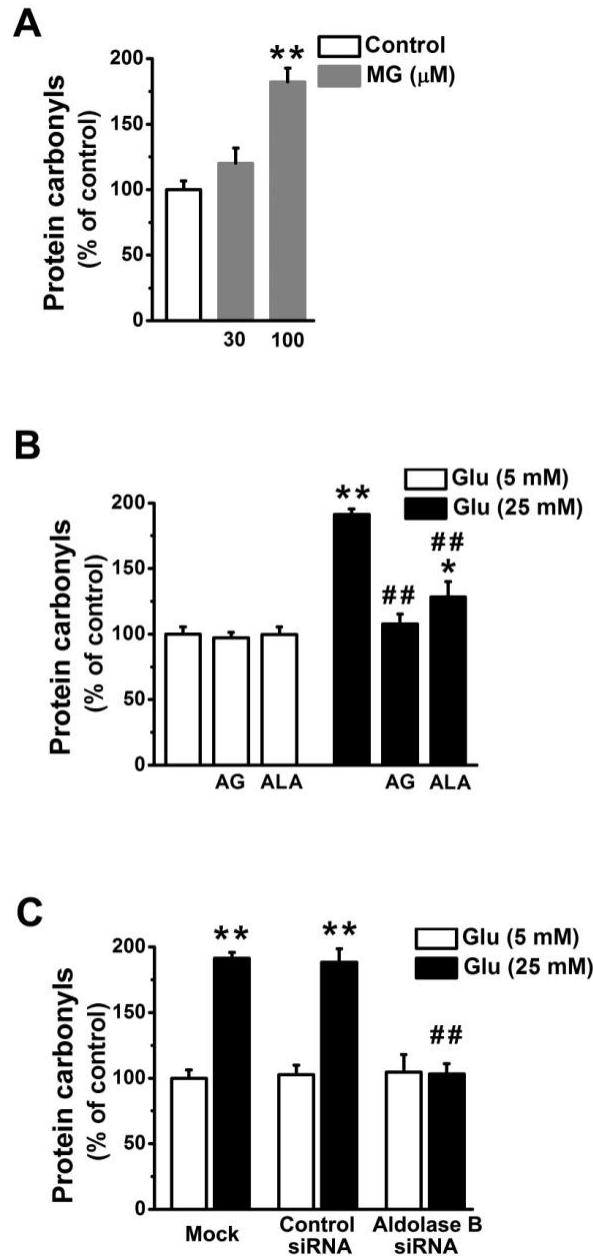 A
Protein carbonyls
(% of control)
200
150
100
50
0
**
Control
MG (μM)
30 100
B
Protein carbonyls
(% of control)
200
150
100
50
0
**
##
##
*
Glu (5 mM)
Glu (25 mM)
AG ALA AG ALA
C
Protein carbonyls
(% of control)
200
150
100
50
0
**
**
##
Glu (5 mM)
Glu (25 mM)
Mock
Control
siRNA
Aldolase B
siRNA